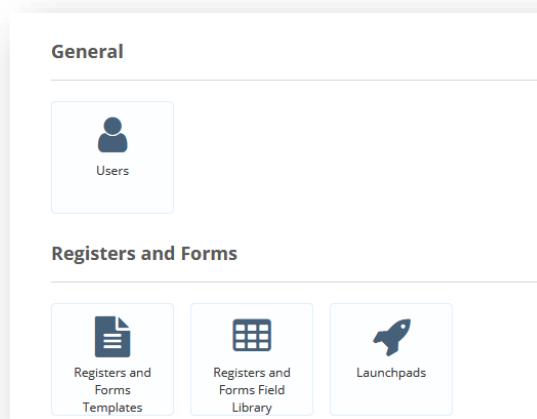 General
Users
Registers and Forms
Registers and
Forms
Templates
Registers and
Forms Field
Library
Launchpads